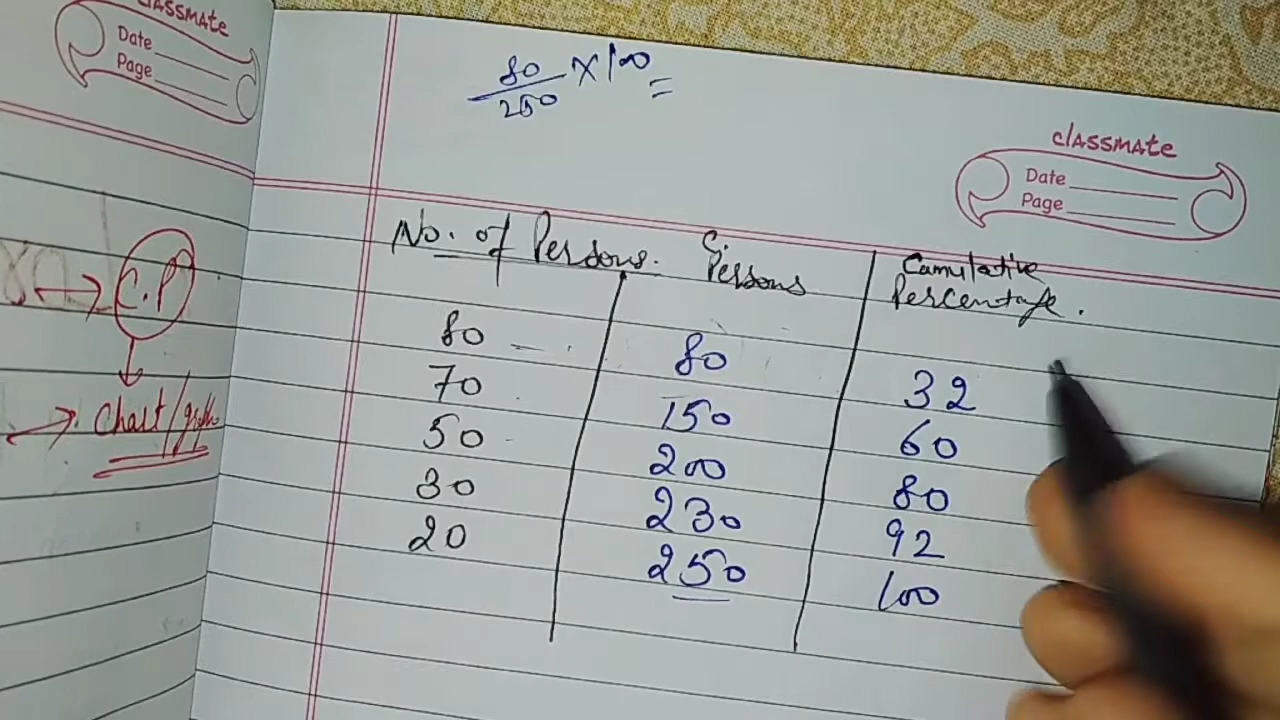 classmate
Date
Page
80/250 × 100 =
classmate
Date
Page
No. of Persons. C. Persons Camulative Percentage.
80 80 32
70 150 60
50 200 80
30 230 92
20 250 100
→ C.P
→ Chart/graph